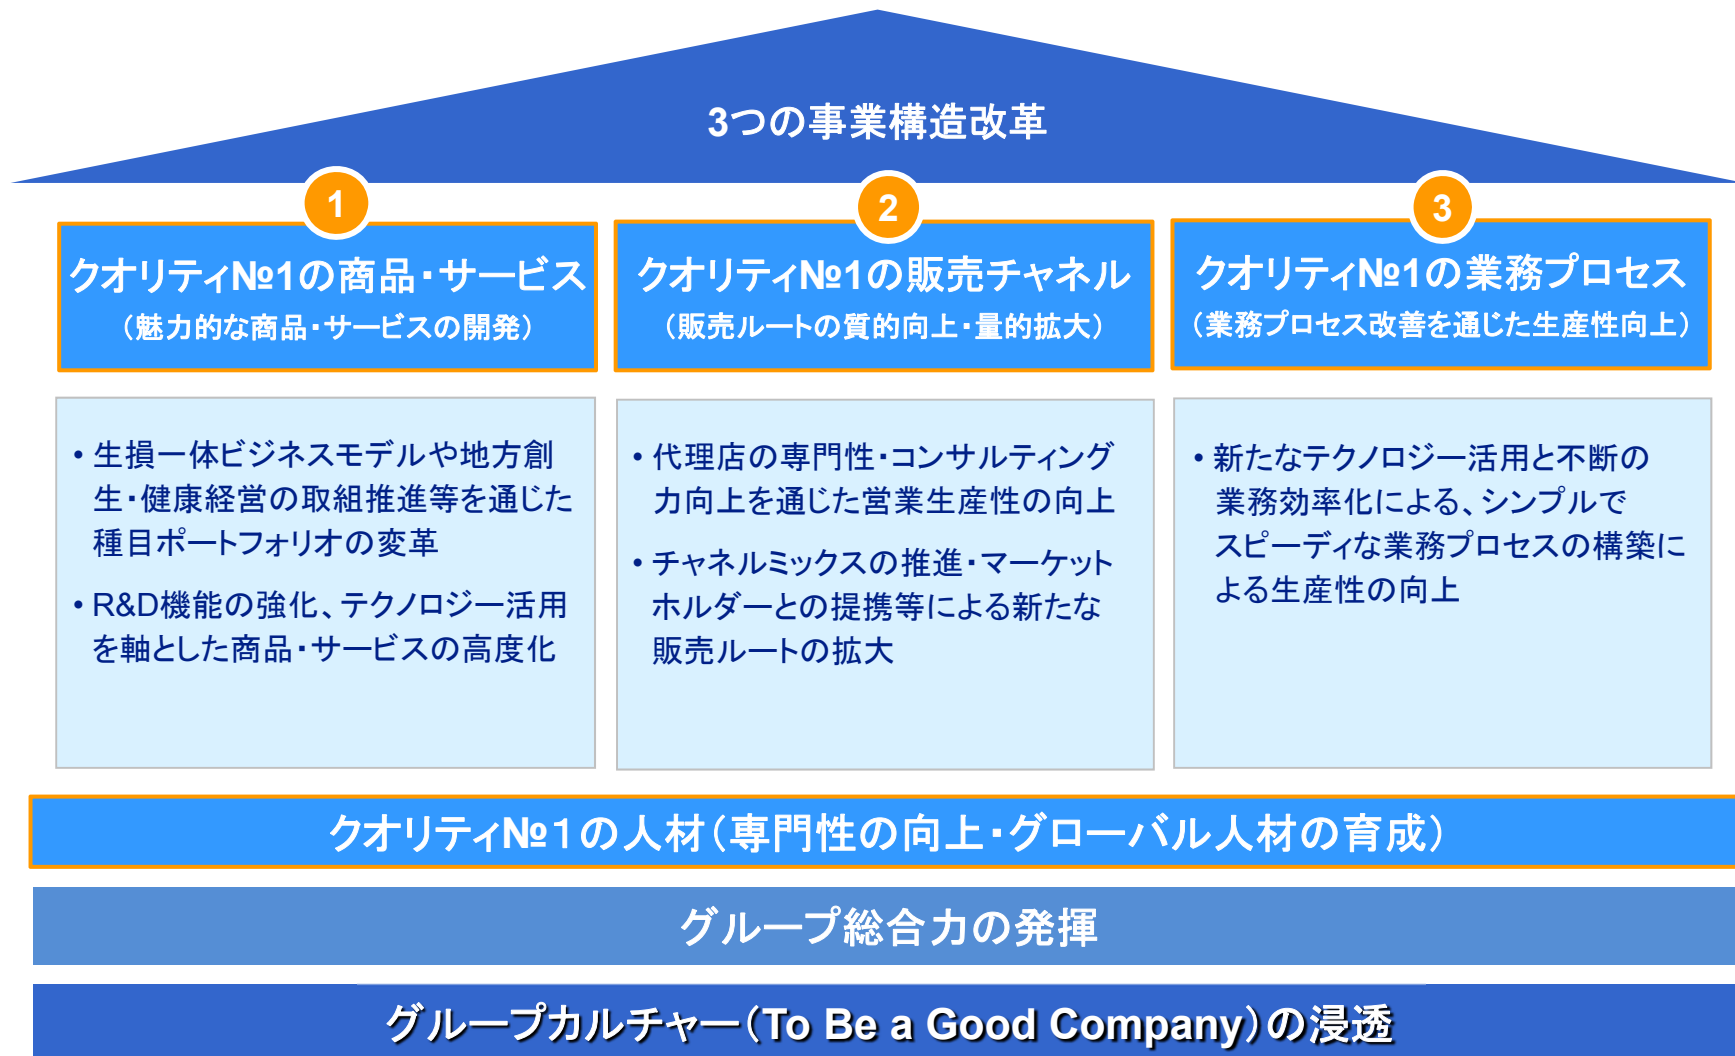 3つの事業構造改革
1
クオリティ№1の商品・サービス
（魅力的な商品・サービスの開発）
2
クオリティ№1の販売チャネル
（販売ルートの質的向上・量的拡大）
3
クオリティ№1の業務プロセス
（業務プロセス改善を通じた生産性向上）
• 生損一体ビジネスモデルや地方創
生・健康経営の取組推進等を通じた
種目ポートフォリオの変革
• R&D機能の強化、テクノロジー活用
を軸とした商品・サービスの高度化
• 代理店の専門性・コンサルティング
力向上を通じた営業生産性の向上
• チャネルミックスの推進・マーケット
ホルダーとの提携等による新たな
販売ルートの拡大
• 新たなテクノロジー活用と不断の
業務効率化による、シンプルで
スピーディな業務プロセスの構築に
よる生産性の向上
クオリティ№１の人材（専門性の向上・グローバル人材の育成）
グループ総合力の発揮
グループカルチャー（To Be a Good Company）の浸透